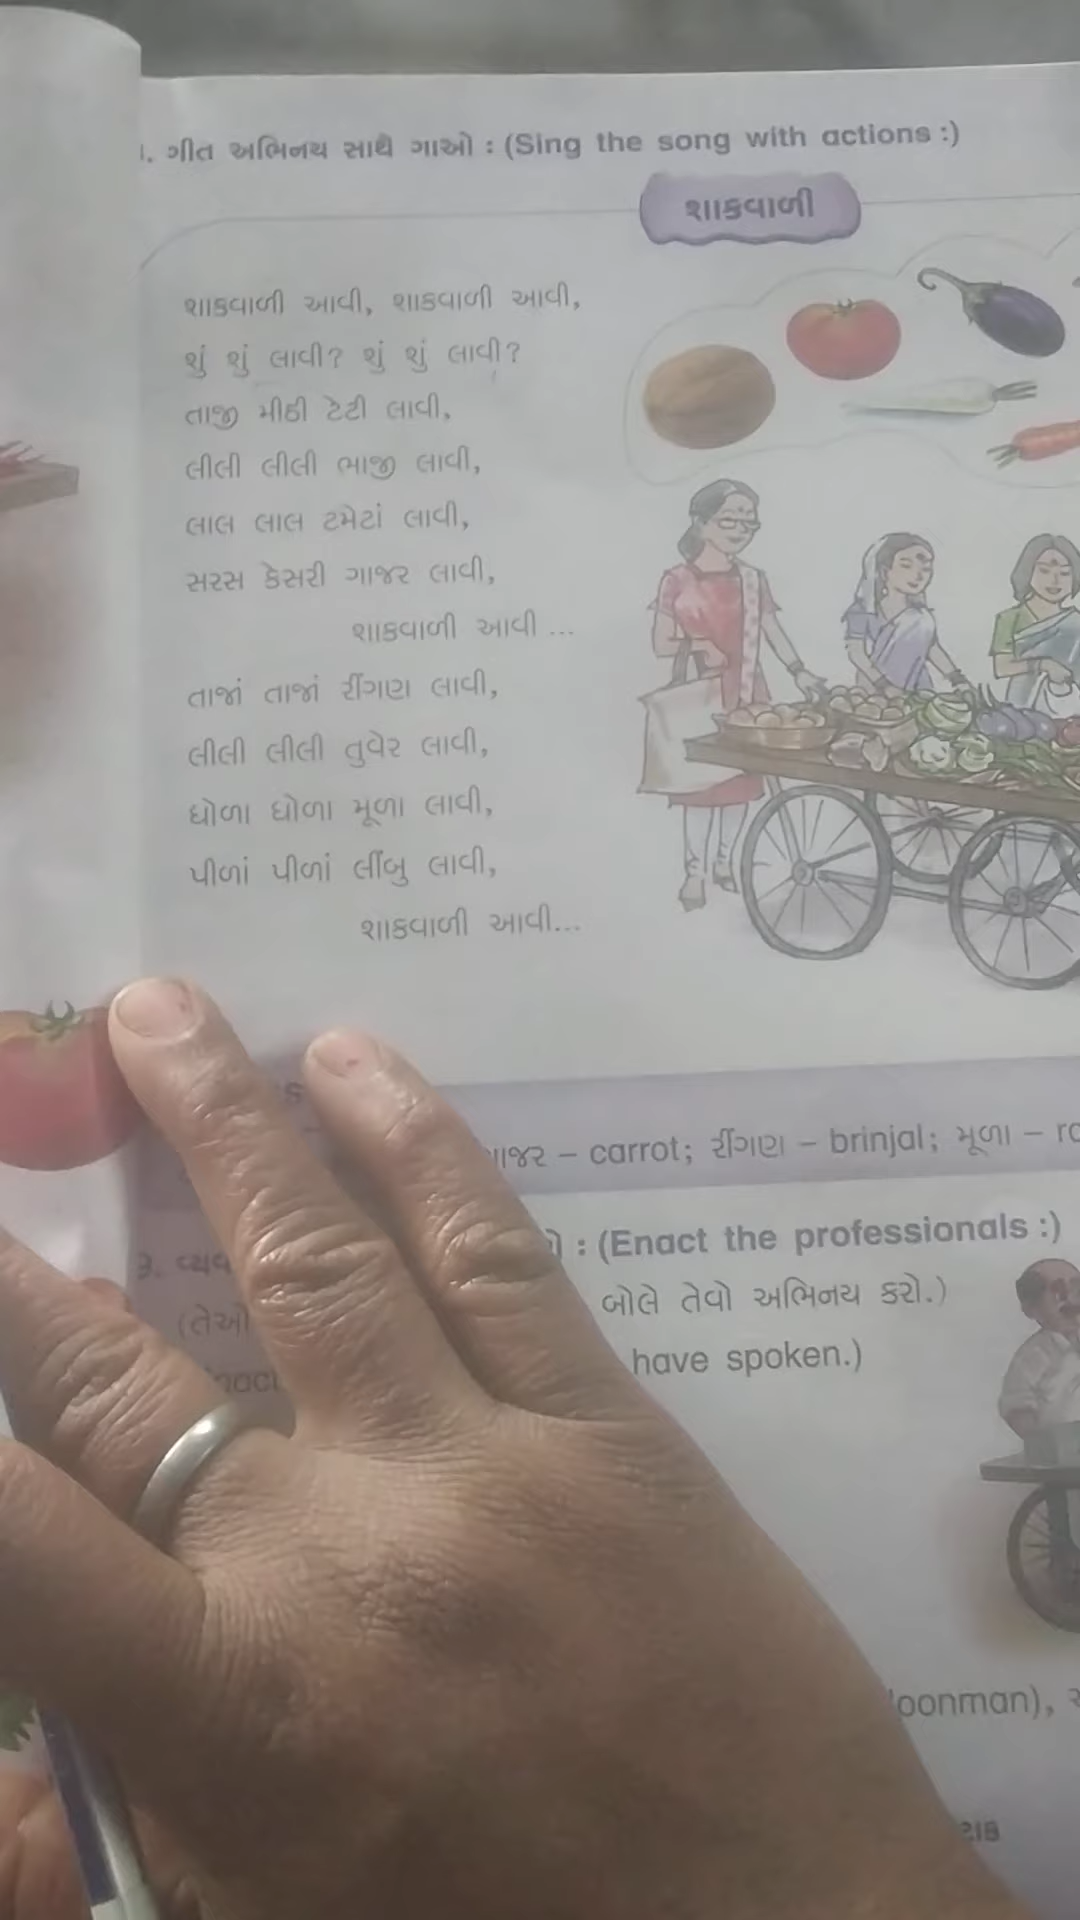 . ગીત અભિનય સાથે ગાઓ : (Sing the song with actions :)
શાકવાળી
શાકવાળી આવી, શાકવાળી આવી,
શું શું લાવી? શું શું લાવી?
તાજી મીઠી ટેટી લાવી,
લીલી લીલી ભાજી લાવી,
લાલ લાલ ટમેટાં લાવી,
સરસ કેસરી ગાજર લાવી,
શાકવાળી આવી ...
તાજાં તાજાં રીંગણ લાવી,
લીલી લીલી તુવેર લાવી,
ધોળા ધોળા મૂળા લાવી,
પીળાં પીળાં લીંબુ લાવી,
શાકવાળી આવી...
– carrot; રીંગણ – brinjal; મૂળા –
: (Enact the professionals :)
(તેઓ બોલે તેવો અભિનય કરો.)
have spoken.)